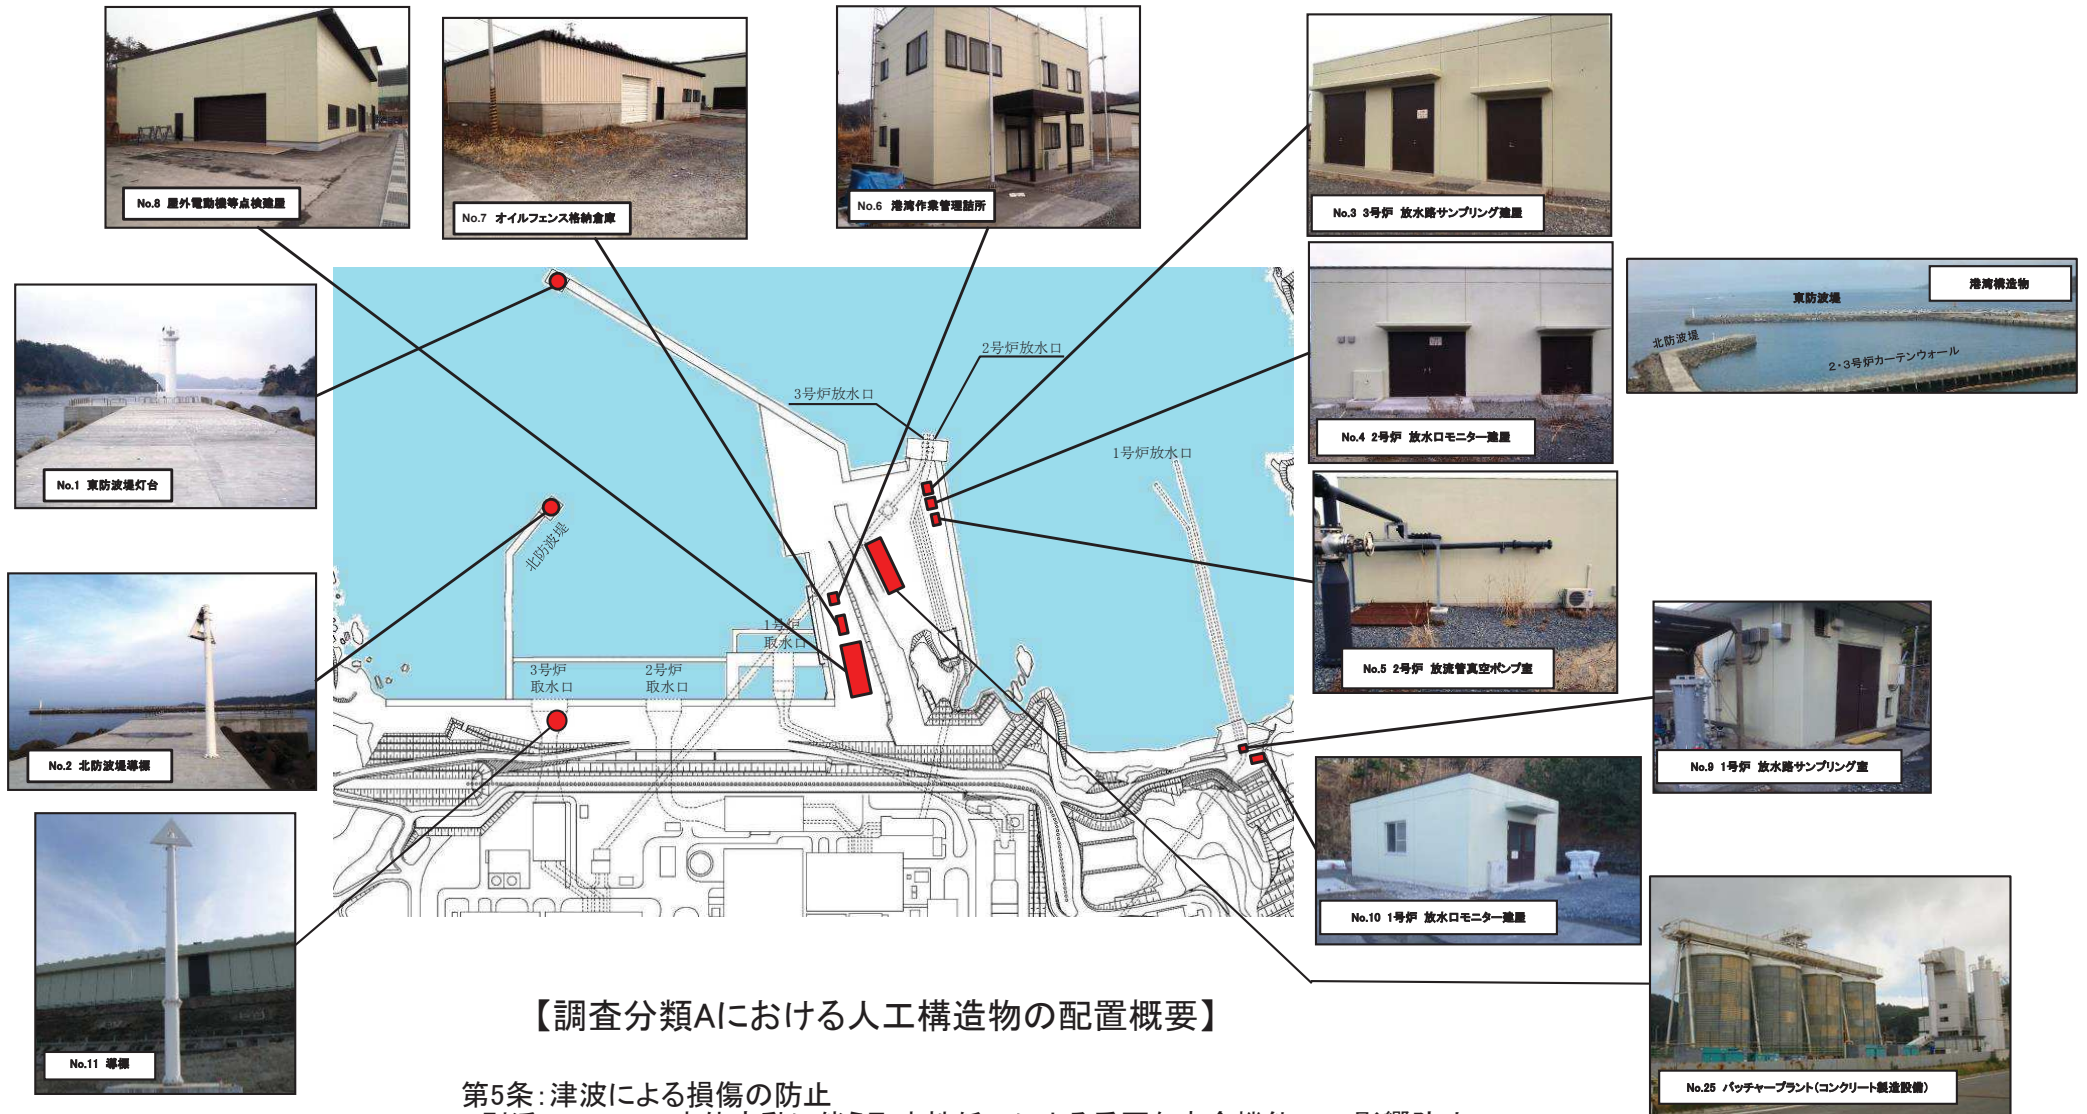 No.8 屋外電動機等点検建屋
No.7 オイルフェンス格納倉庫
No.6 港湾作業管理詰所
No.3 3号炉 放水路サンプリング建屋
No.4 2号炉 放水口モニター建屋
港湾構造物
東防波堤
北防波堤
2・3号炉カーテンウォール
No.1 東防波堤灯台
2号炉放水口
3号炉放水口
1号炉放水口
北防波堤
1号炉
取水口
3号炉
取水口
2号炉
取水口
No.5 2号炉 放流管真空ポンプ室
No.2 北防波堤導標
No.9 1号炉 放水路サンプリング室
No.10 1号炉 放水口モニター建屋
No.11 導標
No.25 バッチャープラント(コンクリート製造設備)
【調査分類Aにおける人工構造物の配置概要】
第5条:津波による損傷の防止